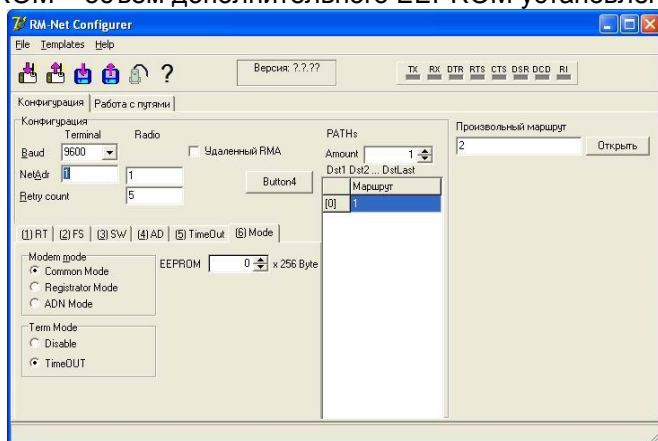 ROM – объем дополнительного EEPROM установлен
RM-Net Configurer
File Templates Help
? Версия: ?.?.?? TX RX DTR RTS CTS DSR DCD RI
Конфигурация Работа с путями
Конфигурация
Terminal Radio
Baud 9600 Удаленный RMA
NetAdr 1 1
Button4
Retry count 5
PATHs
Amount 1
Dst1 Dst2 ... DstLast
Маршрут
[0] 1
Произвольный маршрут
2 Открыть
(1) RT (2) FS (3) SW (4) AD (5) TimeOut (6) Mode
Modem mode
Common Mode
Registrator Mode
ADN Mode
EEPROM 0 x 256 Byte
Term Mode
Disable
TimeOUT